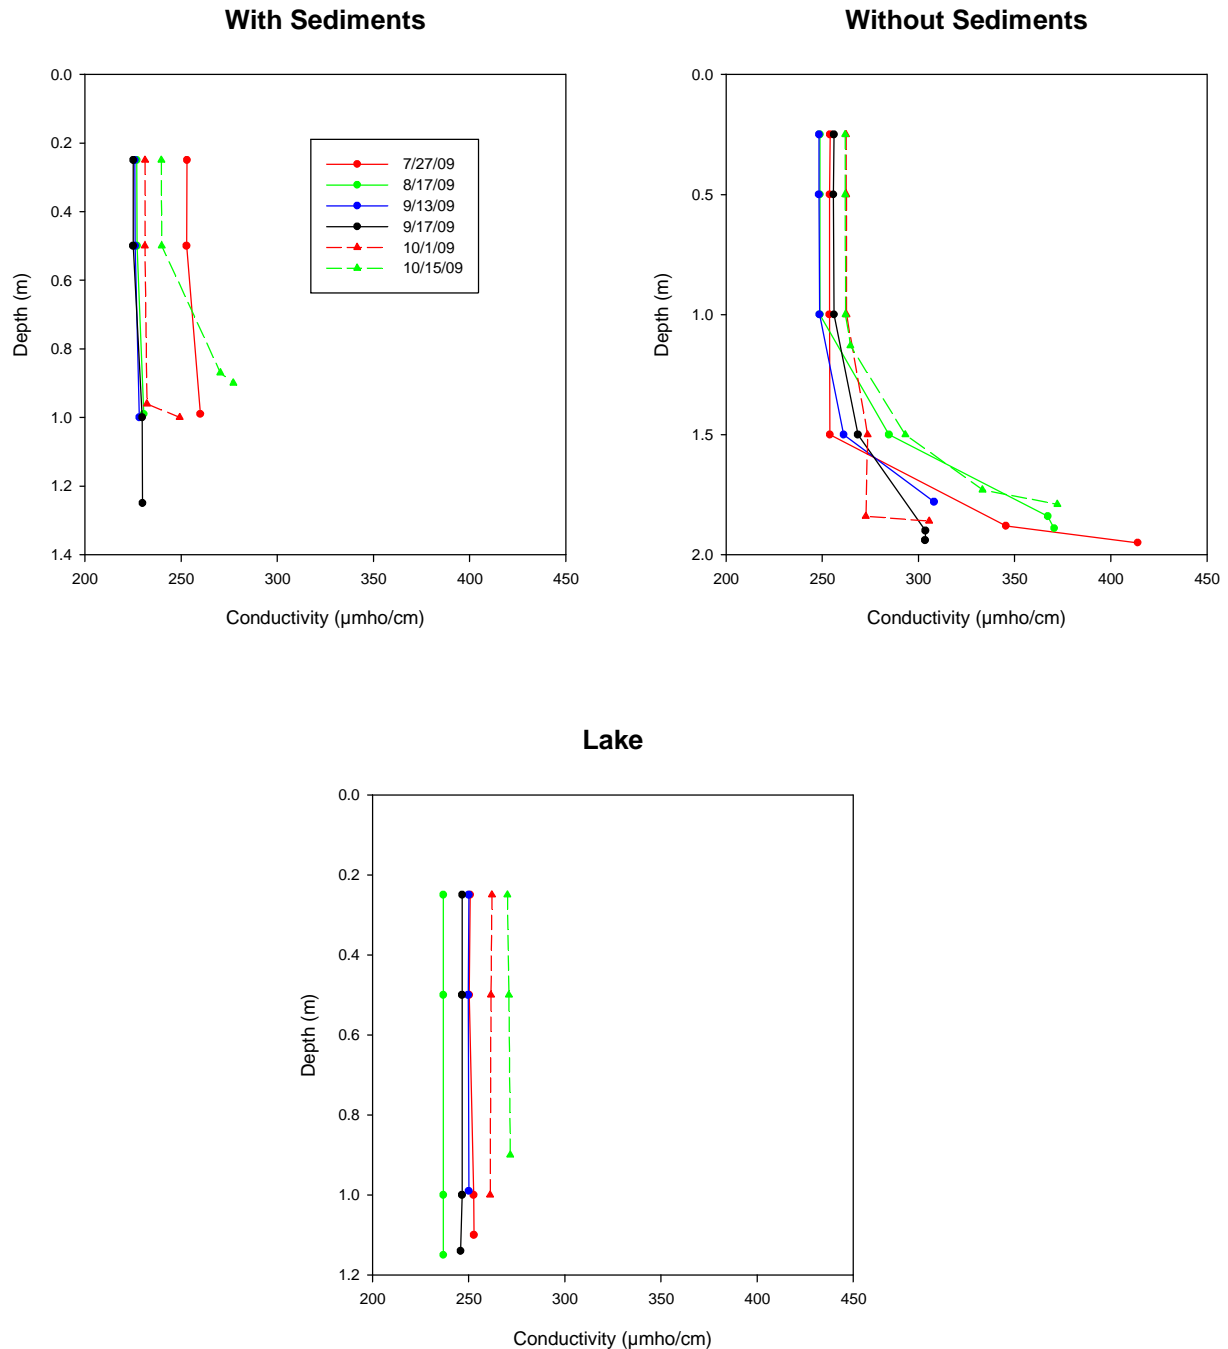 With Sediments
Without Sediments
0.0
0.2
0.4
0.6
0.8
1.0
1.2
1.4
Depth (m)
7/27/09
8/17/09
9/13/09
9/17/09
10/1/09
10/15/09
200 250 300 350 400 450
Conductivity (µmho/cm)
0.0
0.5
1.0
1.5
2.0
Depth (m)
200 250 300 350 400 450
Conductivity (µmho/cm)
Lake
0.0
0.2
0.4
0.6
0.8
1.0
1.2
Depth (m)
200 250 300 350 400 450
Conductivity (µmho/cm)